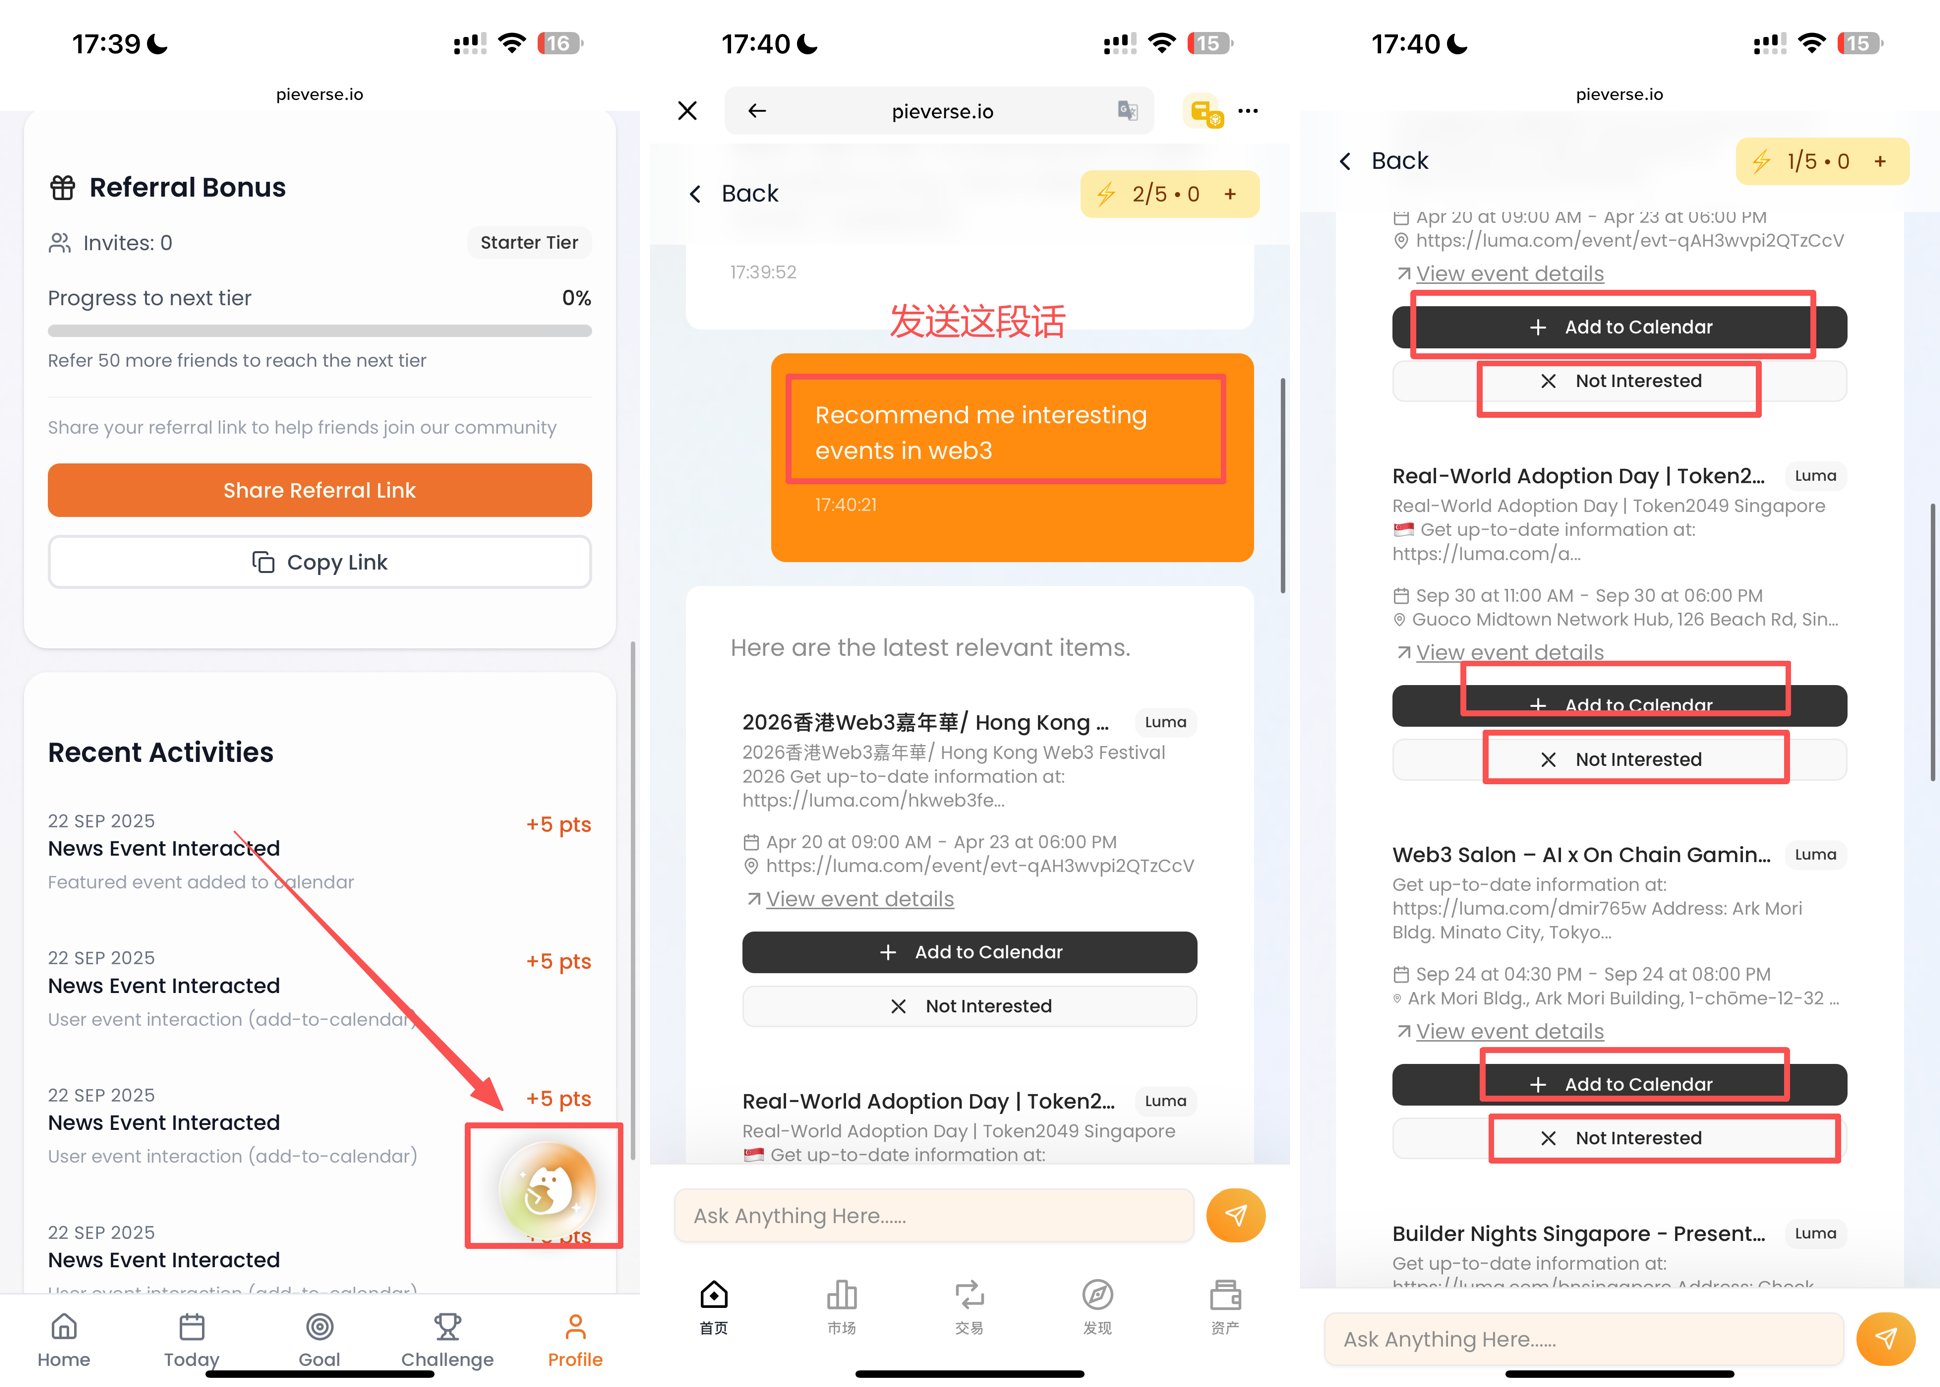 17:39
16
pieverse.io
Referral Bonus
Invites: 0
Starter Tier
Progress to next tier
0%
Refer 50 more friends to reach the next tier
Share your referral link to help friends join our community
Share Referral Link
Copy Link
Recent Activities
22 SEP 2025
+5 pts
News Event Interacted
Featured event added to calendar
22 SEP 2025
+5 pts
News Event Interacted
User event interaction (add-to-calendar)
22 SEP 2025
+5 pts
News Event Interacted
User event interaction (add-to-calendar)
22 SEP 2025
pts
News Event Interacted
User event interaction (add-to-calendar)
Home
Today
Goal
Challenge
Profile
17:40
15
pieverse.io
Back
2/5 • 0 +
17:39:52
发送这段话
Recommend me interesting
events in web3
17:40:21
Here are the latest relevant items.
2026香港Web3嘉年華/ Hong Kong ...
Luma
2026香港Web3嘉年華/ Hong Kong Web3 Festival
2026 Get up-to-date information at:
https://luma.com/hkweb3fe...
Apr 20 at 09:00 AM - Apr 23 at 06:00 PM
https://luma.com/event/evt-qAH3wvpi2QTzCcV
View event details
+ Add to Calendar
Not Interested
Real-World Adoption Day | Token2...
Luma
Real-World Adoption Day | Token2049 Singapore
🇸🇬 Get up-to-date information at:
Ask Anything Here......
首页
市场
交易
发现
资产
17:40
15
pieverse.io
Back
1/5 • 0 +
Apr 20 at 09:00 AM - Apr 23 at 06:00 PM
https://luma.com/event/evt-qAH3wvpi2QTzCcV
View event details
+ Add to Calendar
Not Interested
Real-World Adoption Day | Token2...
Luma
Real-World Adoption Day | Token2049 Singapore
🇸🇬 Get up-to-date information at:
https://luma.com/a...
Sep 30 at 11:00 AM - Sep 30 at 06:00 PM
Guoco Midtown Network Hub, 126 Beach Rd, Sin...
View event details
+ Add to Calendar
Not Interested
Web3 Salon – AI x On Chain Gamin...
Luma
Get up-to-date information at:
https://luma.com/dmir765w Address: Ark Mori
Bldg. Minato City, Tokyo...
Sep 24 at 04:30 PM - Sep 24 at 08:00 PM
Ark Mori Bldg., Ark Mori Building, 1-chōme-12-32 ...
View event details
+ Add to Calendar
Not Interested
Builder Nights Singapore - Present...
Luma
Get up-to-date information at:
https://luma.com/bnsingapore Address: Check
Ask Anything Here......